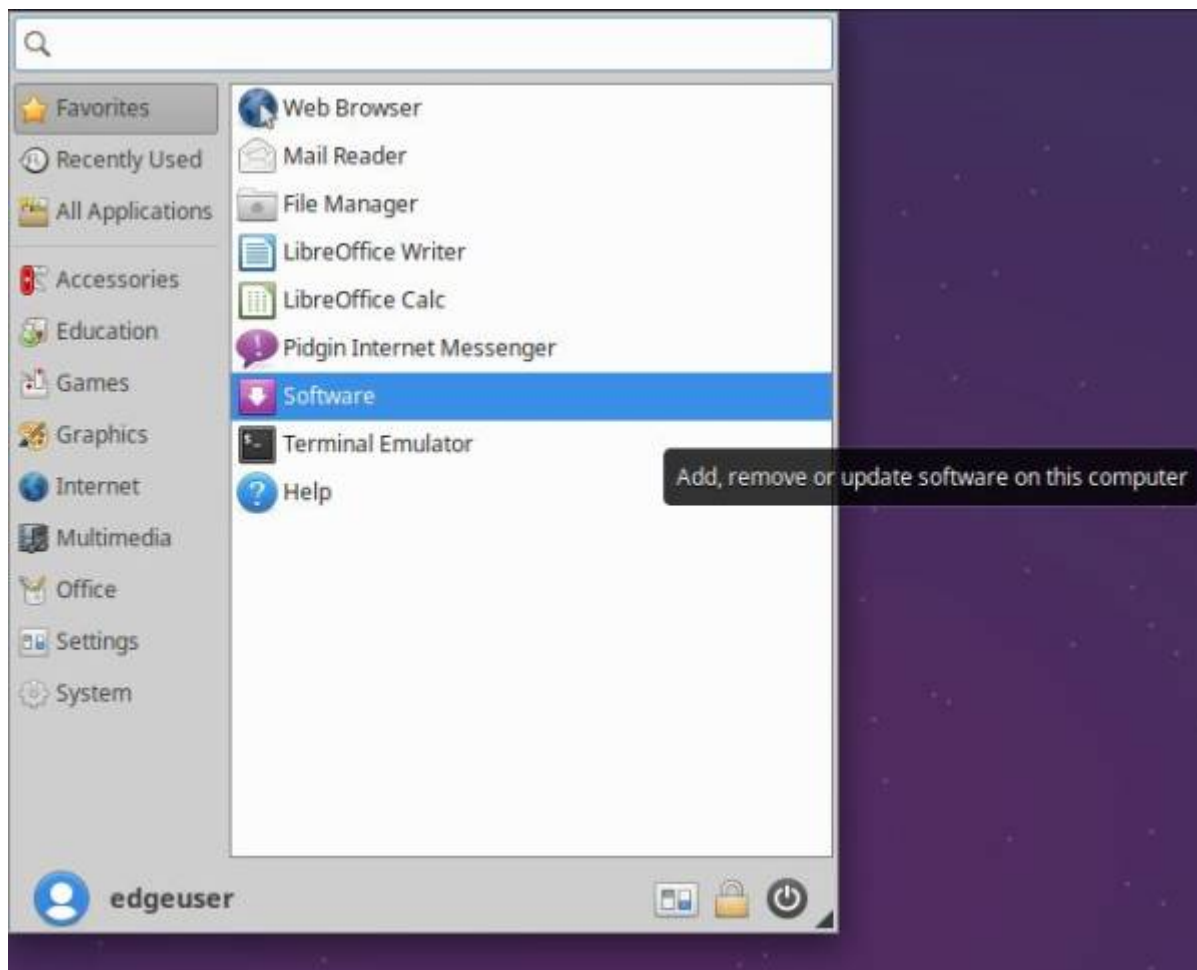 Favorites
Recently Used
All Applications
Accessories
Education
Games
Graphics
Internet
Multimedia
Office
Settings
System
Web Browser
Mail Reader
File Manager
LibreOffice Writer
LibreOffice Calc
Pidgin Internet Messenger
Software
Terminal Emulator
Help
Add, remove or update software on this computer
edgeuser